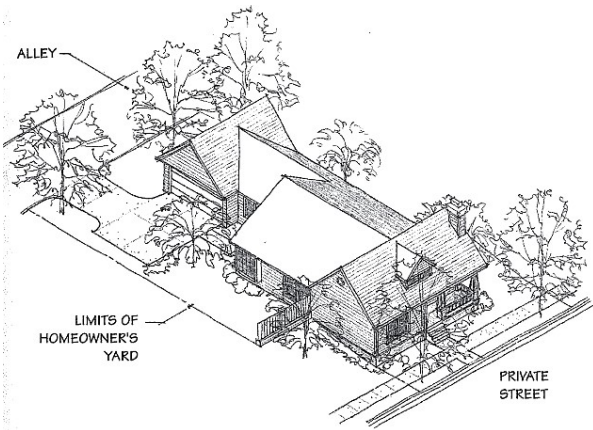 ALLEY
LIMITS OF
HOMEOWNER'S
YARD
PRIVATE
STREET